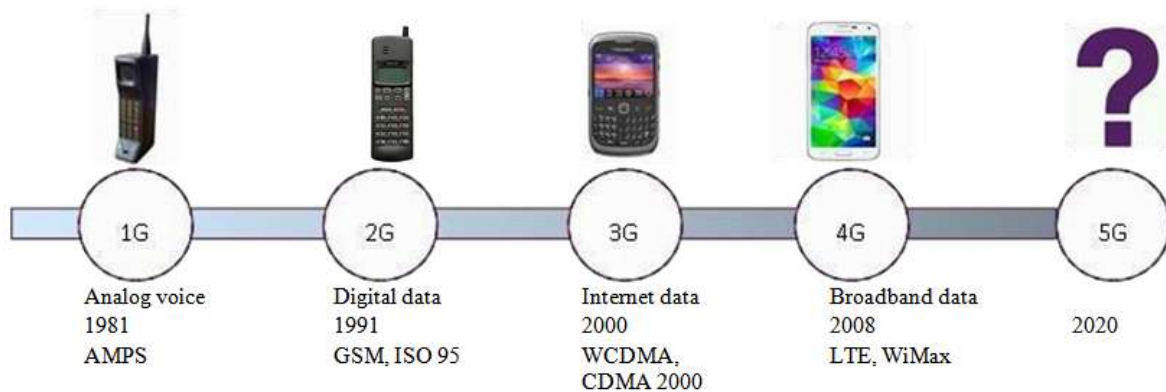 1G
2G
3G
4G
5G
Analog voice
1981
AMPS
Digital data
1991
GSM, ISO 95
Internet data
2000
WCDMA,
CDMA 2000
Broadband data
2008
LTE, WiMax
2020
?